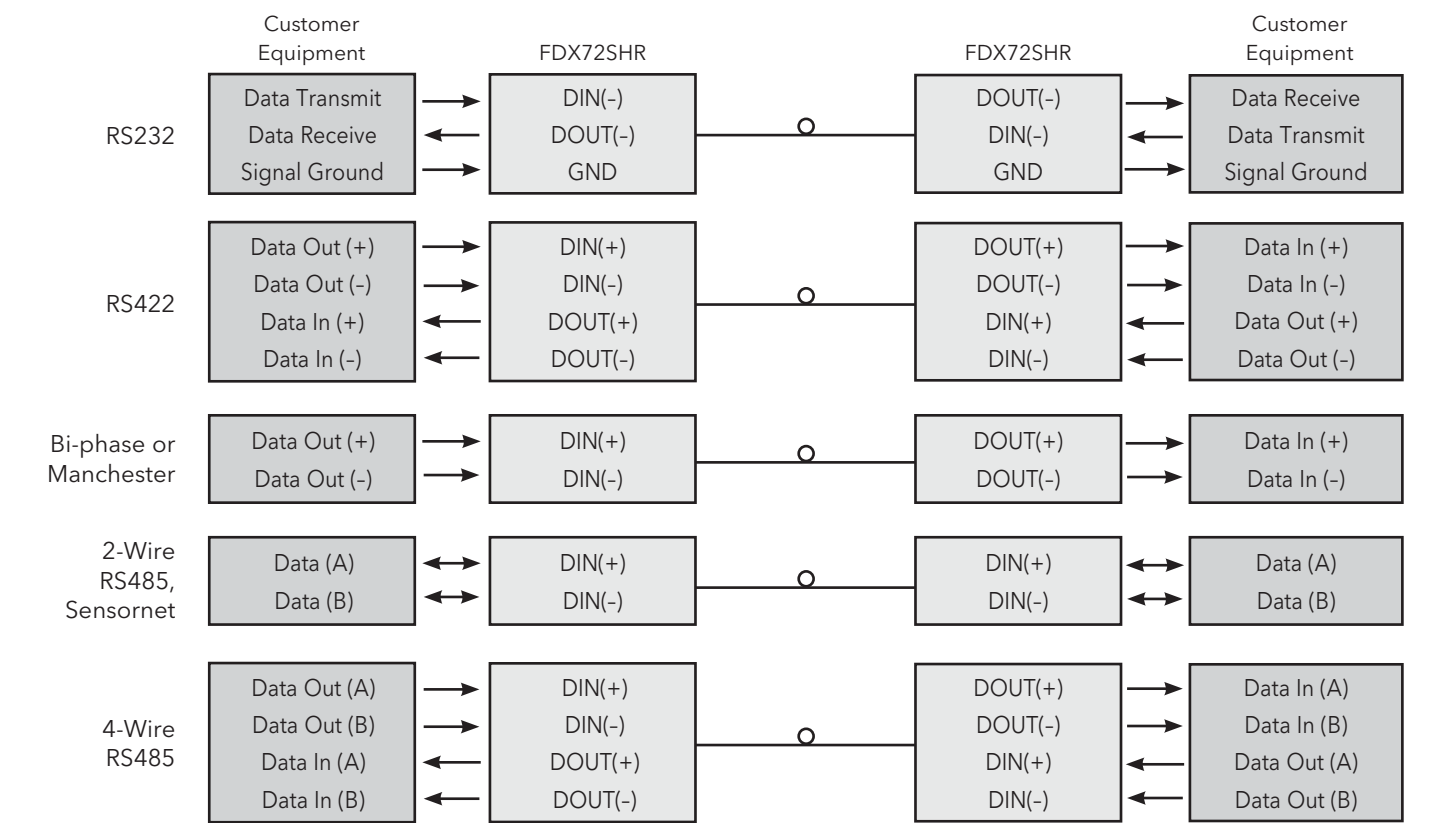 Customer
Equipment
FDX72SHR
FDX72SHR
Customer
Equipment
RS232
Data Transmit
DIN(–)
DOUT(–)
Data Receive
Data Receive
DOUT(–)
DIN(–)
Data Transmit
Signal Ground
GND
GND
Signal Ground
RS422
Data Out (+)
DIN(+)
DOUT(+)
Data In (+)
Data Out (–)
DIN(–)
DOUT(–)
Data In (–)
Data In (+)
DOUT(+)
DIN(+)
Data Out (+)
Data In (–)
DOUT(–)
DIN(–)
Data Out (–)
Bi-phase or
Manchester
Data Out (+)
DIN(+)
DOUT(+)
Data In (+)
Data Out (–)
DIN(–)
DOUT(–)
Data In (–)
2-Wire
RS485,
Sensornet
Data (A)
DIN(+)
DIN(+)
Data (A)
Data (B)
DIN(–)
DIN(–)
Data (B)
4-Wire
RS485
Data Out (A)
DIN(+)
DOUT(+)
Data In (A)
Data Out (B)
DIN(–)
DOUT(–)
Data In (B)
Data In (A)
DOUT(+)
DIN(+)
Data Out (A)
Data In (B)
DOUT(–)
DIN(–)
Data Out (B)